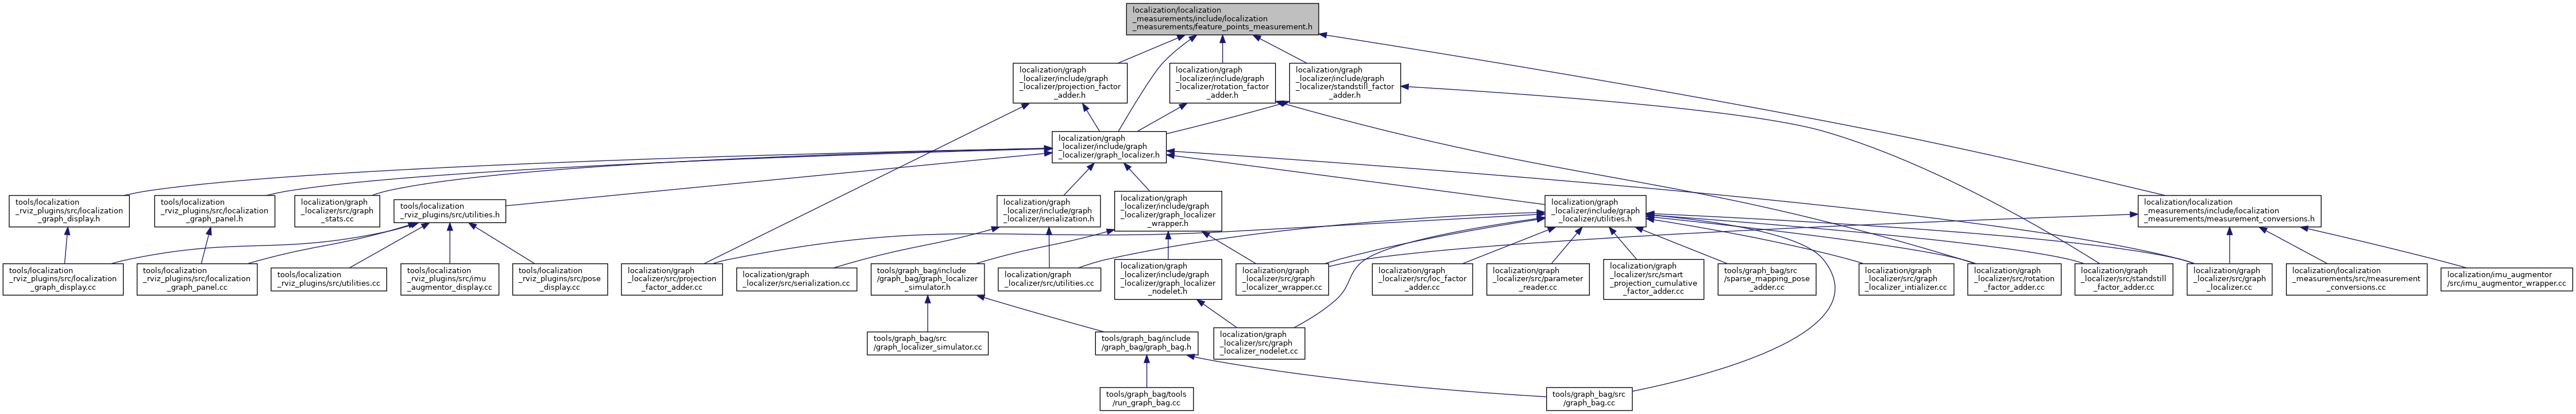 localization/localization
_measurements/include/localization
_measurements/feature_points_measurement.h
localization/graph
_localizer/include/graph
_localizer/projection_factor
_adder.h
localization/graph
_localizer/include/graph
_localizer/rotation_factor
_adder.h
localization/graph
_localizer/include/graph
_localizer/standstill_factor
_adder.h
localization/graph
_localizer/include/graph
_localizer/graph_localizer.h
tools/localization
_rviz_plugins/src/localization
_graph_display.h
tools/localization
_rviz_plugins/src/localization
_graph_panel.h
localization/graph
_localizer/src/graph
_stats.cc
tools/localization
_rviz_plugins/src/utilities.h
localization/graph
_localizer/include/graph
_localizer/serialization.h
localization/graph
_localizer/include/graph
_localizer/graph_localizer
_wrapper.h
localization/graph
_localizer/include/graph
_localizer/utilities.h
localization/localization
_measurements/include/localization
_measurements/measurement_conversions.h
tools/localization
_rviz_plugins/src/localization
_graph_display.cc
tools/localization
_rviz_plugins/src/localization
_graph_panel.cc
tools/localization
_rviz_plugins/src/utilities.cc
tools/localization
_rviz_plugins/src/imu
_augmentor_display.cc
tools/localization
_rviz_plugins/src/pose
_display.cc
localization/graph
_localizer/src/projection
_factor_adder.cc
localization/graph
_localizer/src/serialization.cc
tools/graph_bag/include
/graph_bag/graph_localizer
_simulator.h
localization/graph
_localizer/src/utilities.cc
localization/graph
_localizer/include/graph
_localizer/graph_localizer
_nodelet.h
localization/graph
_localizer/src/graph
_localizer_wrapper.cc
localization/graph
_localizer/src/loc_factor
_adder.cc
localization/graph
_localizer/src/parameter
_reader.cc
localization/graph
_localizer/src/smart
_projection_cumulative
_factor_adder.cc
tools/graph_bag/src
/sparse_mapping_pose
_adder.cc
localization/graph
_localizer/src/graph
_localizer_intializer.cc
localization/graph
_localizer/src/rotation
_factor_adder.cc
localization/graph
_localizer/src/standstill
_factor_adder.cc
localization/graph
_localizer/src/graph
_localizer.cc
localization/localization
_measurements/src/measurement
_conversions.cc
localization/imu_augmentor
/src/imu_augmentor_wrapper.cc
tools/graph_bag/src
/graph_localizer_simulator.cc
tools/graph_bag/include
/graph_bag/graph_bag.h
localization/graph
_localizer/src/graph
_localizer_nodelet.cc
tools/graph_bag/tools
/run_graph_bag.cc
tools/graph_bag/src
/graph_bag.cc